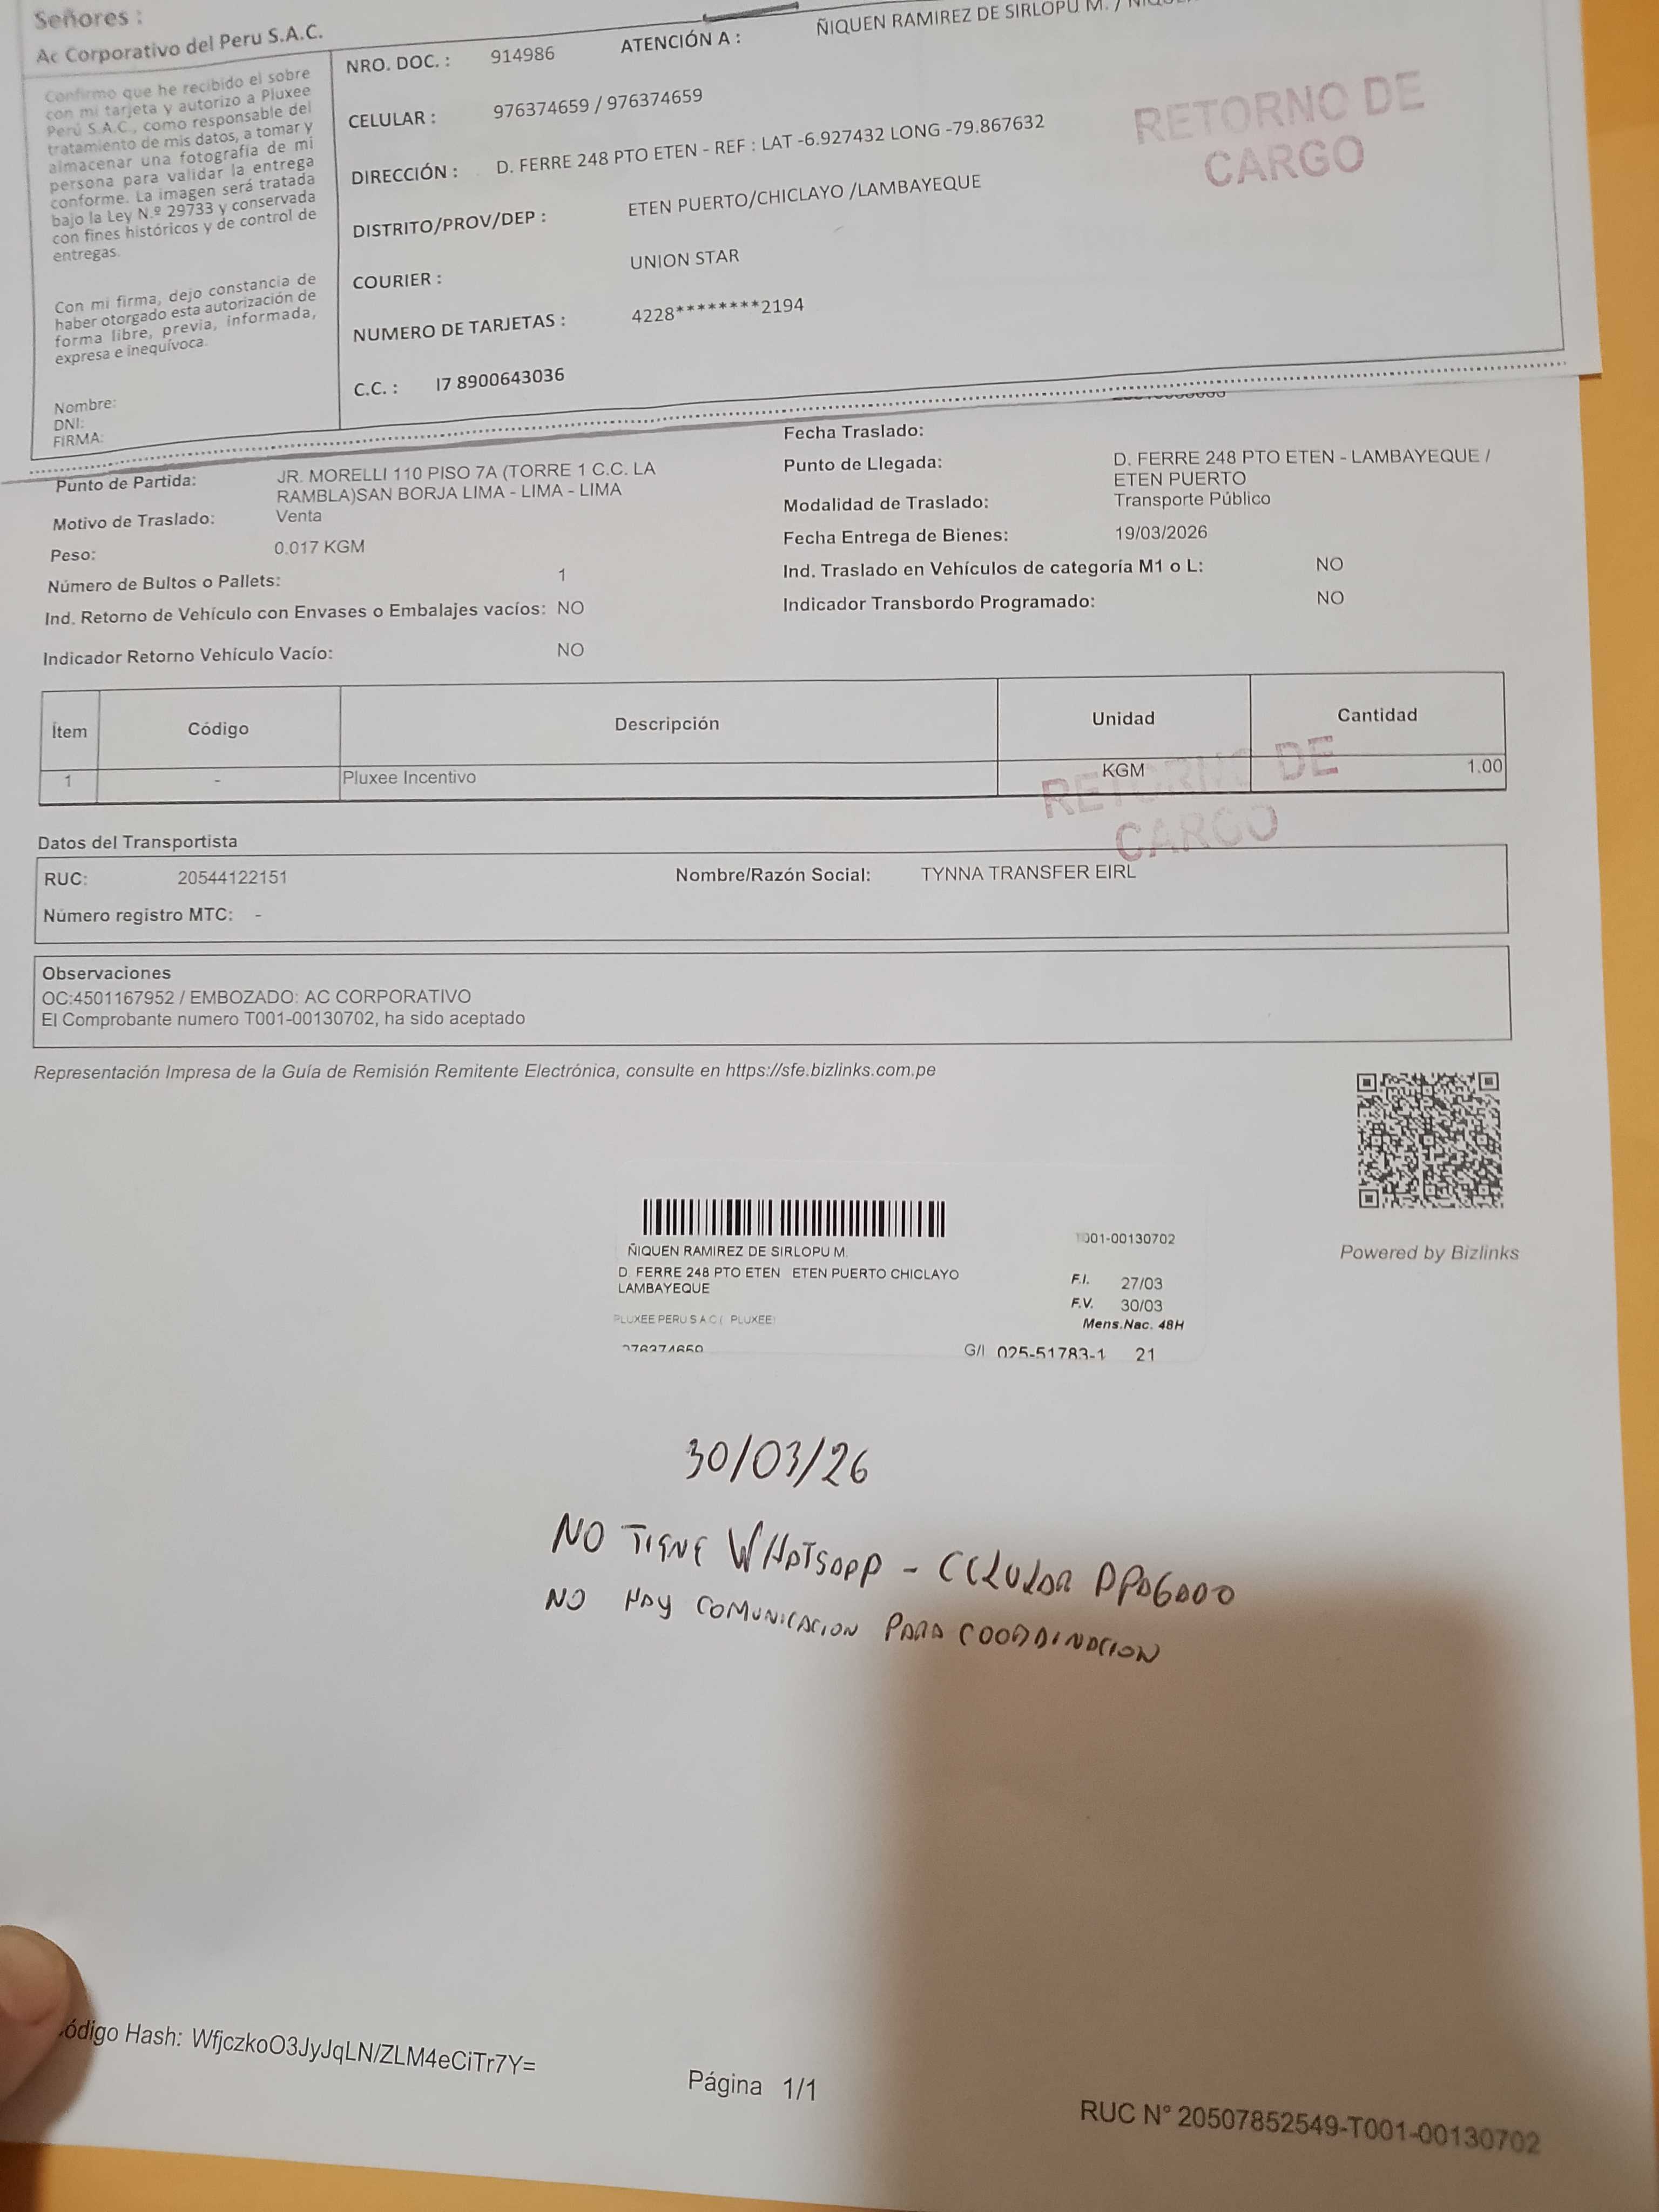 Señores :
Ac Corporativo del Peru S.A.C.
Confirmo que he recibido el sobre
con mi tarjeta y autorizo a Pluxee
Perú S.A.C., como responsable del
tratamiento de mis datos, a tomar y
almacenar una fotografía de mi
persona para validar la entrega
conforme. La imagen será tratada
bajo la Ley N.º 29733 y conservada
con fines históricos y de control de
entregas.
Con mi firma, dejo constancia de
haber otorgado esta autorización de
forma libre, previa, informada,
expresa e inequívoca.
Nombre:
DNI:
FIRMA:
NRO. DOC. : 914986 ATENCIÓN A : ÑIQUEN RAMIREZ DE SIRLOPU M. /
CELULAR : 976374659 / 976374659
DIRECCIÓN : D. FERRE 248 PTO ETEN - REF : LAT -6.927432 LONG -79.867632
DISTRITO/PROV/DEP : ETEN PUERTO/CHICLAYO /LAMBAYEQUE
COURIER : UNION STAR
NUMERO DE TARJETAS : 4228********2194
C.C. : I7 8900643036
RETORNO DE
CARGO
Fecha Traslado:
Punto de Partida: JR. MORELLI 110 PISO 7A (TORRE 1 C.C. LA
RAMBLA)SAN BORJA LIMA - LIMA - LIMA
Punto de Llegada: D. FERRE 248 PTO ETEN - LAMBAYEQUE /
ETEN PUERTO
Motivo de Traslado: Venta
Modalidad de Traslado: Transporte Público
Peso: 0.017 KGM
Fecha Entrega de Bienes: 19/03/2026
Número de Bultos o Pallets: 1
Ind. Traslado en Vehículos de categoría M1 o L: NO
Ind. Retorno de Vehículo con Envases o Embalajes vacíos: NO
Indicador Transbordo Programado: NO
Indicador Retorno Vehículo Vacío: NO
Ítem Código Descripción Unidad Cantidad
1 - Pluxee Incentivo KGM 1.00
RETORNO DE
CARGO
Datos del Transportista
RUC: 20544122151 Nombre/Razón Social: TYNNA TRANSFER EIRL
Número registro MTC: -
Observaciones
OC:4501167952 / EMBOZADO: AC CORPORATIVO
El Comprobante numero T001-00130702, ha sido aceptado
Representación Impresa de la Guía de Remisión Remitente Electrónica, consulte en https://sfe.bizlinks.com.pe
Powered by Bizlinks
ÑIQUEN RAMIREZ DE SIRLOPU M. T001-00130702
D. FERRE 248 PTO ETEN ETEN PUERTO CHICLAYO
LAMBAYEQUE
F.I. 27/03
F.V. 30/03
PLUXEE PERU S A C ( PLUXEE)
Mens.Nac. 48H
976374659 G/I 025-51783-1 21
30/03/26
NO TIENE WHATSAPP - CELULAR APAGADO
NO HAY COMUNICACION PARA COORDINACION
ódigo Hash: WfjczkoO3JyJqLN/ZLM4eCiTr7Y=
Página 1/1
RUC N° 20507852549-T001-00130702